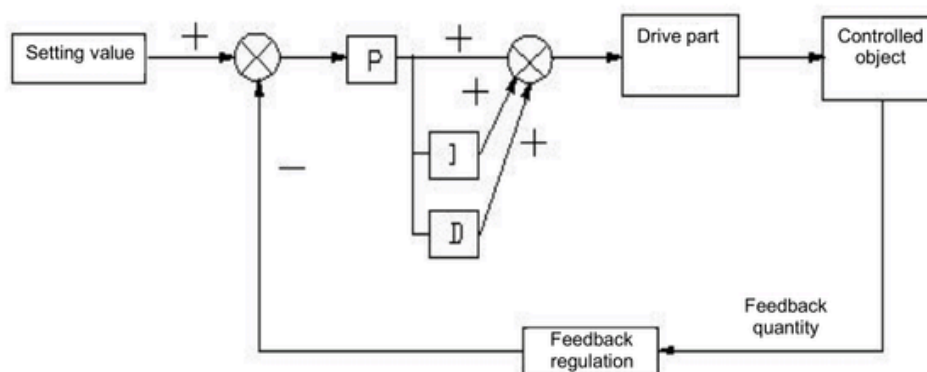 Setting value
+
P
+
+
+
I
D
−
Drive part
Controlled
object
Feedback
quantity
Feedback
regulation